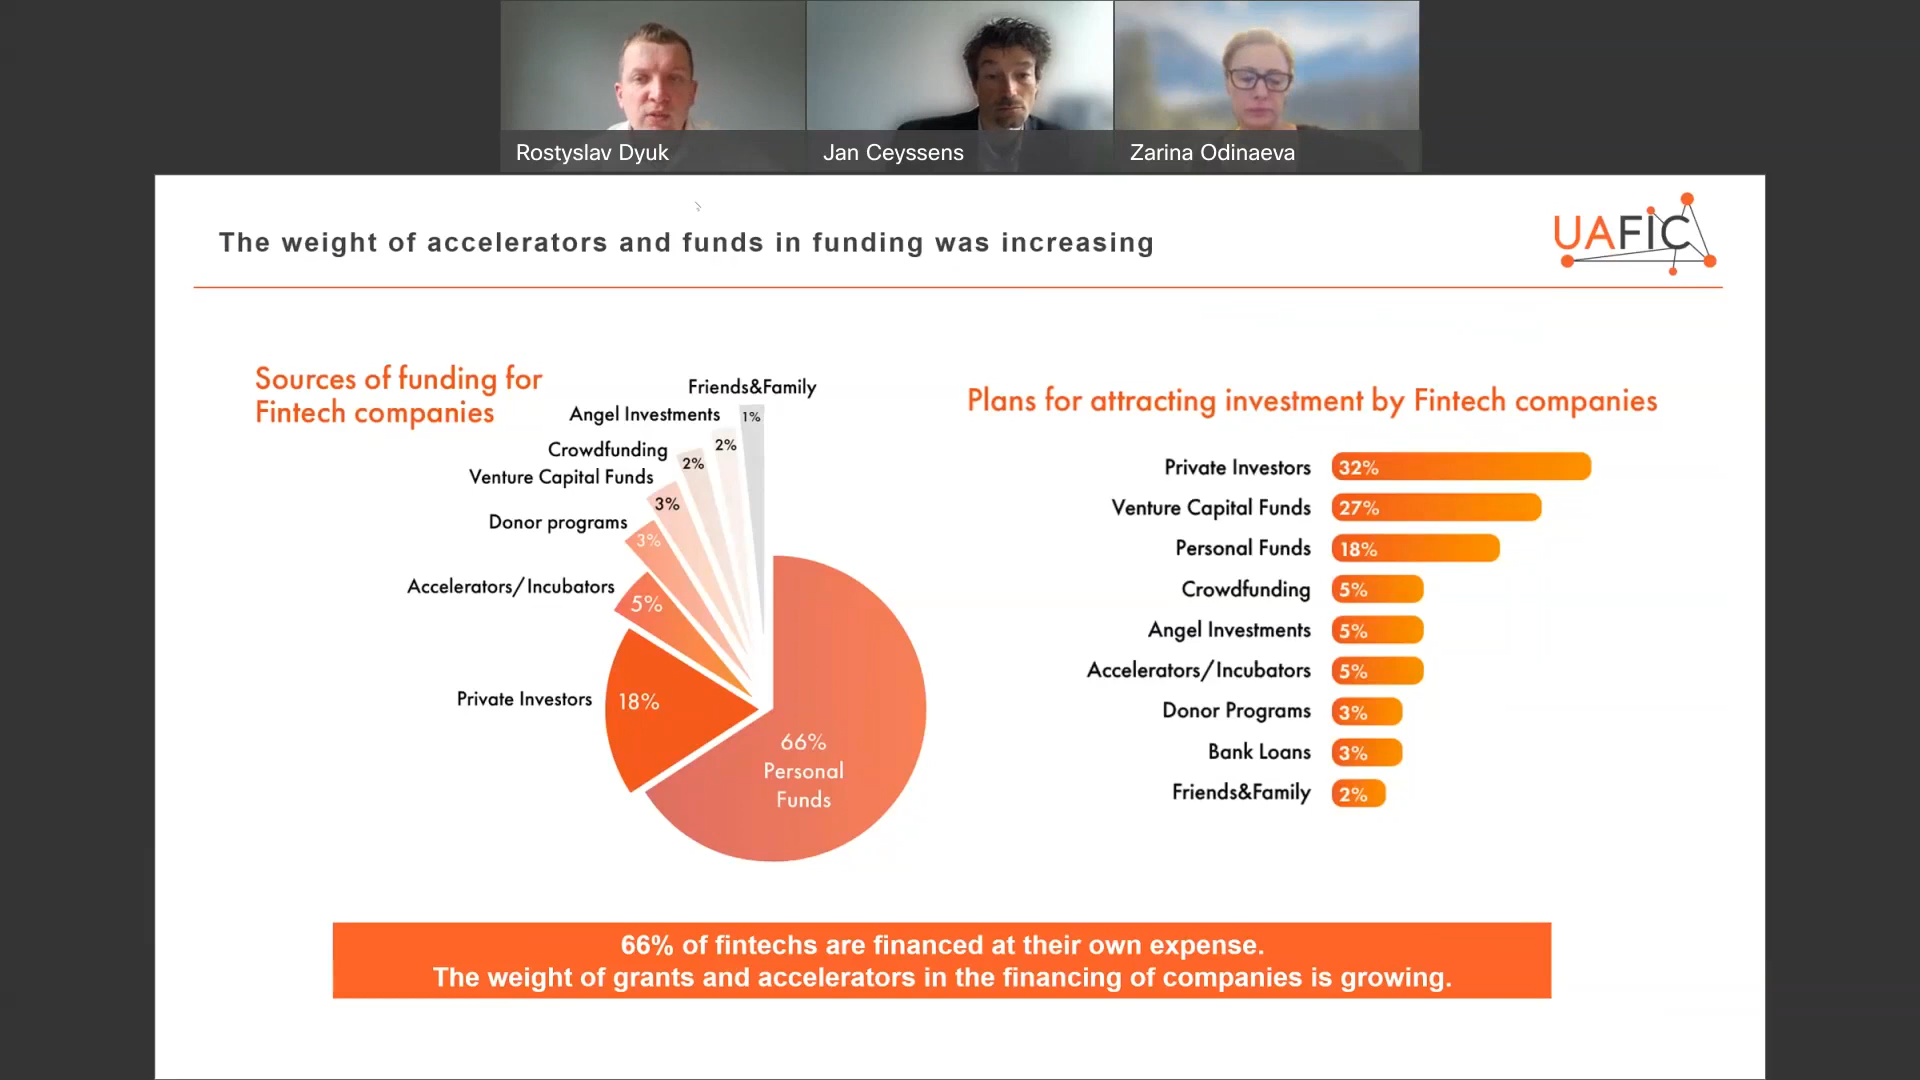 Rostyslav Dyuk
Jan Ceyssens
Zarina Odinaeva
The weight of accelerators and funds in funding was increasing
UAFIC
Sources of funding for
Fintech companies
Friends&Family
1%
Angel Investments
2%
Crowdfunding
2%
Venture Capital Funds
3%
Donor programs
3%
Accelerators/Incubators
5%
Private Investors
18%
66%
Personal
Funds
Plans for attracting investment by Fintech companies
Private Investors 32%
Venture Capital Funds 27%
Personal Funds 18%
Crowdfunding 5%
Angel Investments 5%
Accelerators/Incubators 5%
Donor Programs 3%
Bank Loans 3%
Friends&Family 2%
66% of fintechs are financed at their own expense.
The weight of grants and accelerators in the financing of companies is growing.